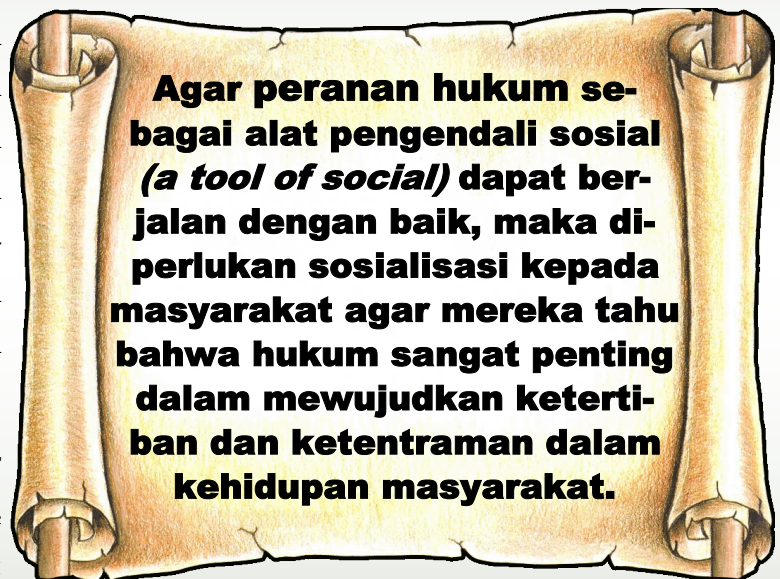 Agar peranan hukum se-
bagai alat pengendali sosial
(a tool of social) dapat ber-
jalan dengan baik, maka di-
perlukan sosialisasi kepada
masyarakat agar mereka tahu
bahwa hukum sangat penting
dalam mewujudkan keterti-
ban dan ketentraman dalam
kehidupan masyarakat.